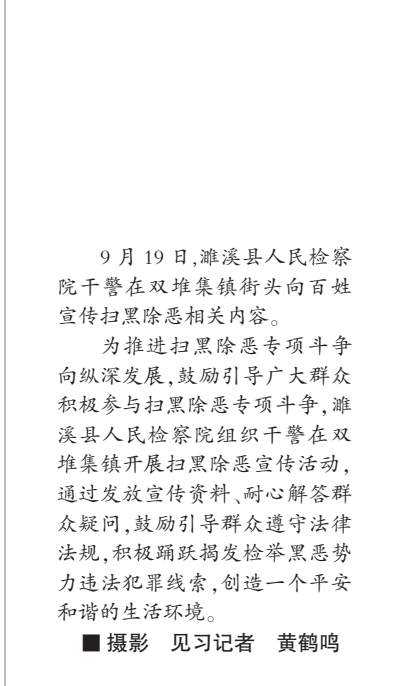 9 月 19 日,濉溪县人民检察
院干警在双堆集镇街头向百姓
宣传扫黑除恶相关内容。
为推进扫黑除恶专项斗争
向纵深发展,鼓励引导广大群众
积极参与扫黑除恶专项斗争,濉
溪县人民检察院组织干警在双
堆集镇开展扫黑除恶宣传活动,
通过发放宣传资料、耐心解答群
众疑问,鼓励引导群众遵守法律
法规,积极踊跃揭发检举黑恶势
力违法犯罪线索,创造一个平安
和谐的生活环境。
■ 摄影　见习记者　黄鹤鸣